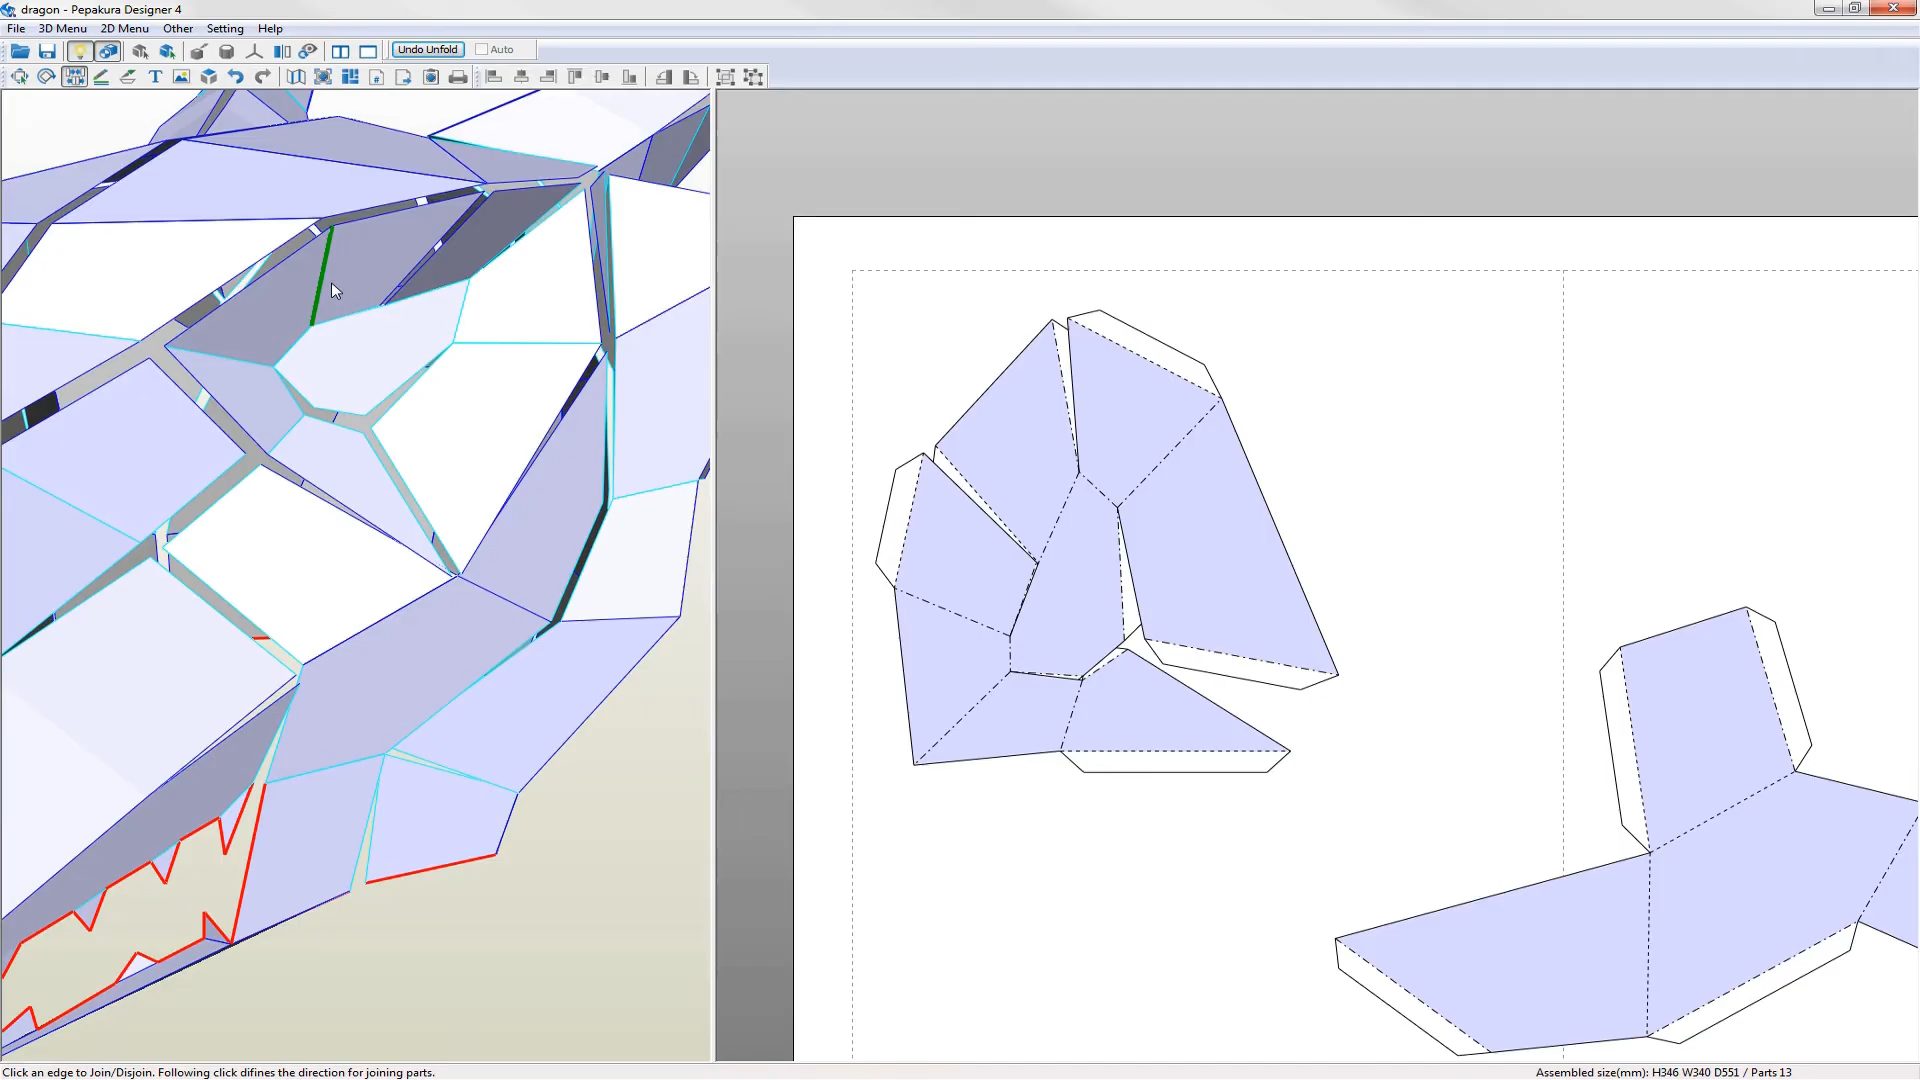 dragon - Pepakura Designer 4
File 3D Menu 2D Menu Other Setting Help
Undo Unfold Auto
Click an edge to Join/Disjoin. Following click difines the direction for joining parts.
Assembled size(mm): H346 W340 D551 / Parts 13